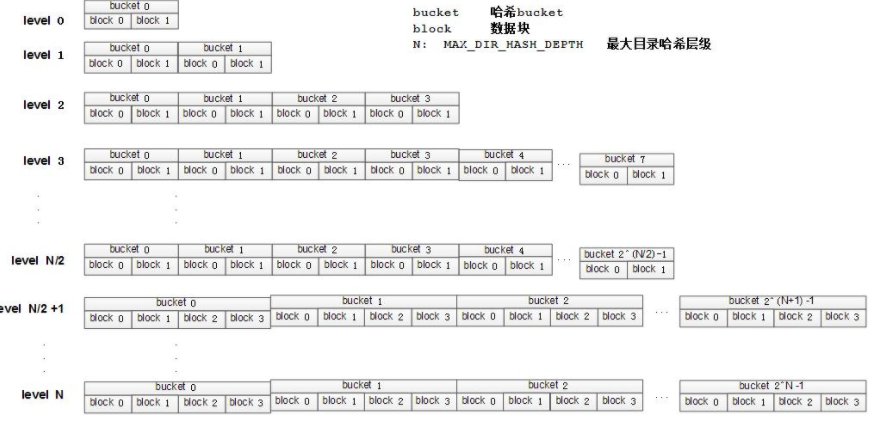 bucket 哈希bucket
block 数据块
N: MAX_DIR_HASH_DEPTH 最大目录哈希层级
level 0
bucket 0
block 0 block 1
level 1
bucket 0 bucket 1
block 0 block 1 block 0 block 1
level 2
bucket 0 bucket 1 bucket 2 bucket 3
block 0 block 1 block 0 block 1 block 0 block 1 block 0 block 1
level 3
bucket 0 bucket 1 bucket 2 bucket 3 bucket 4 ... bucket 7
block 0 block 1 block 0 block 1 block 0 block 1 block 0 block 1 block 0 block 1 block 0 block 1
level N/2
bucket 0 bucket 1 bucket 2 bucket 3 bucket 4 ... bucket 2^(N/2)-1
block 0 block 1 block 0 block 1 block 0 block 1 block 0 block 1 block 0 block 1 block 0 block 1
evel N/2 +1
bucket 0 bucket 1 bucket 2 ... bucket 2^(N+1)-1
block 0 block 1 block 2 block 3 block 0 block 1 block 2 block 3 block 0 block 1 block 2 block 3 block 0 block 1 block 2 block 3
level N
bucket 0 bucket 1 bucket 2 ... bucket 2^N-1
block 0 block 1 block 2 block 3 block 0 block 1 block 2 block 3 block 0 block 1 block 2 block 3 block 0 block 1 block 2 block 3